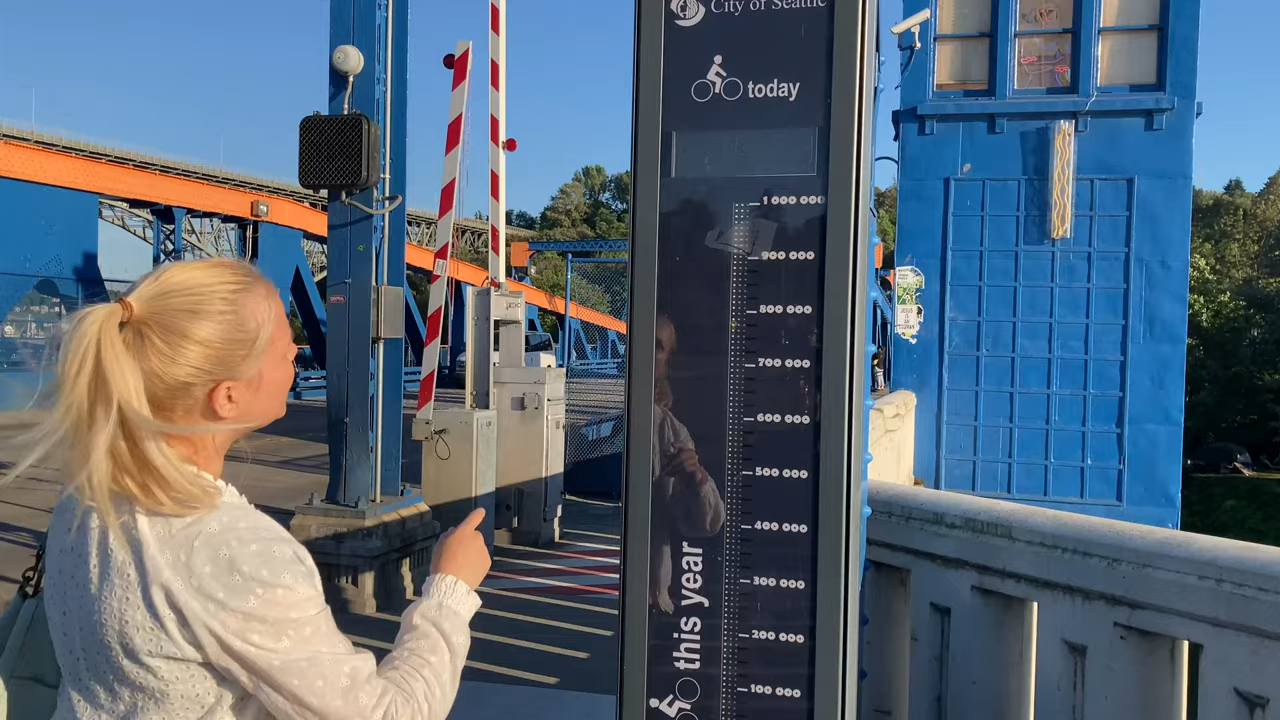 City of Seattle
today
1 000 000
900 000
800 000
700 000
600 000
500 000
400 000
300 000
200 000
100 000
this year